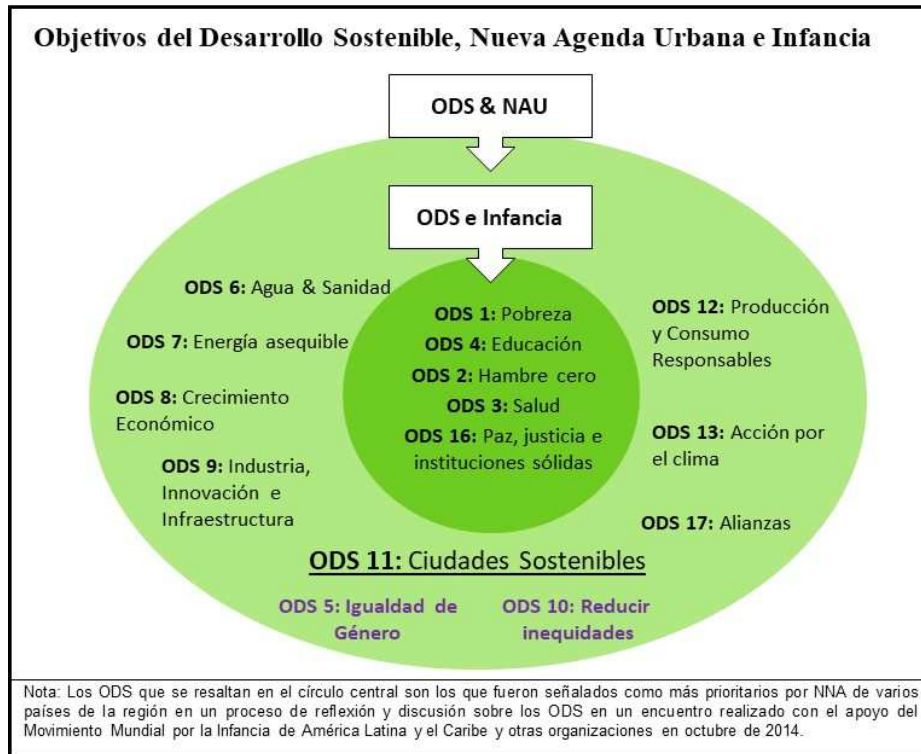 Objetivos del Desarrollo Sostenible, Nueva Agenda Urbana e Infancia
ODS & NAU
ODS e Infancia
ODS 6: Agua & Sanidad
ODS 7: Energía asequible
ODS 8: Crecimiento
Económico
ODS 9: Industria,
Innovación e
Infraestructura
ODS 1: Pobreza
ODS 4: Educación
ODS 2: Hambre cero
ODS 3: Salud
ODS 16: Paz, justicia e
instituciones sólidas
ODS 12: Producción
y Consumo
Responsables
ODS 13: Acción por
el clima
ODS 17: Alianzas
ODS 11: Ciudades Sostenibles
ODS 5: Igualdad de
Género
ODS 10: Reducir
inequidades
Nota: Los ODS que se resaltan en el círculo central son los que fueron señalados como más prioritarios por NNA de varios
países de la región en un proceso de reflexión y discusión sobre los ODS en un encuentro realizado con el apoyo del
Movimiento Mundial por la Infancia de América Latina y el Caribe y otras organizaciones en octubre de 2014.